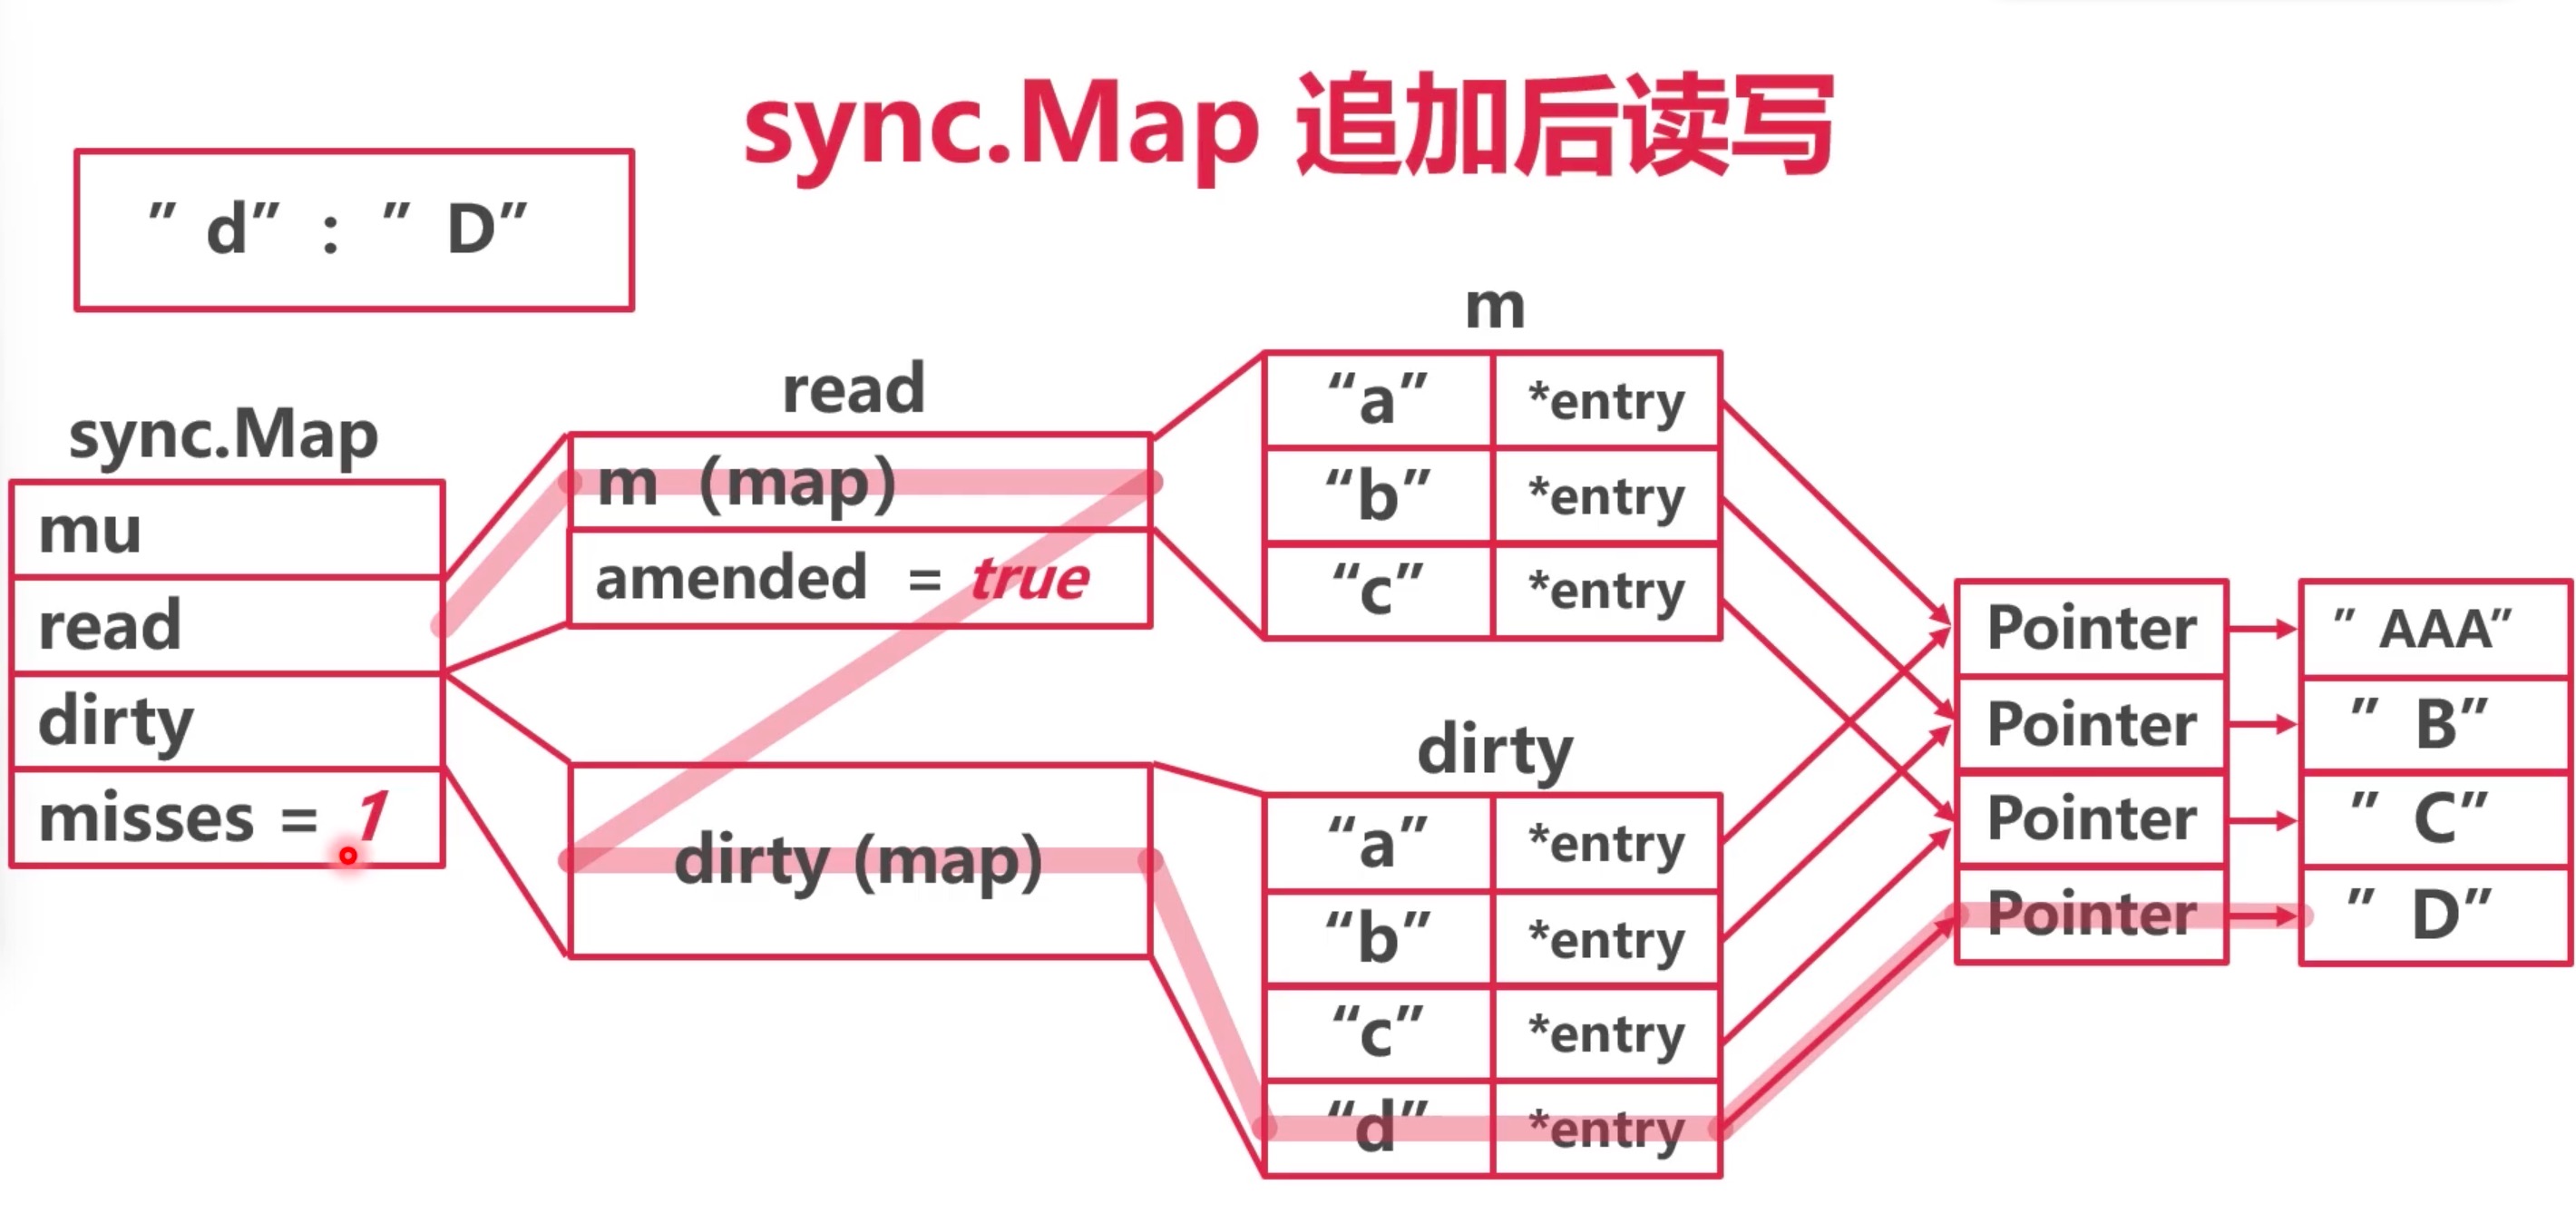 sync.Map 追加后读写
" d" : " D"
sync.Map
mu
read
dirty
misses = 1
read
m (map)
amended = true
dirty (map)
m
"a" *entry
"b" *entry
"c" *entry
dirty
"a" *entry
"b" *entry
"c" *entry
"d" *entry
Pointer
Pointer
Pointer
Pointer
" AAA"
" B"
" C"
" D"